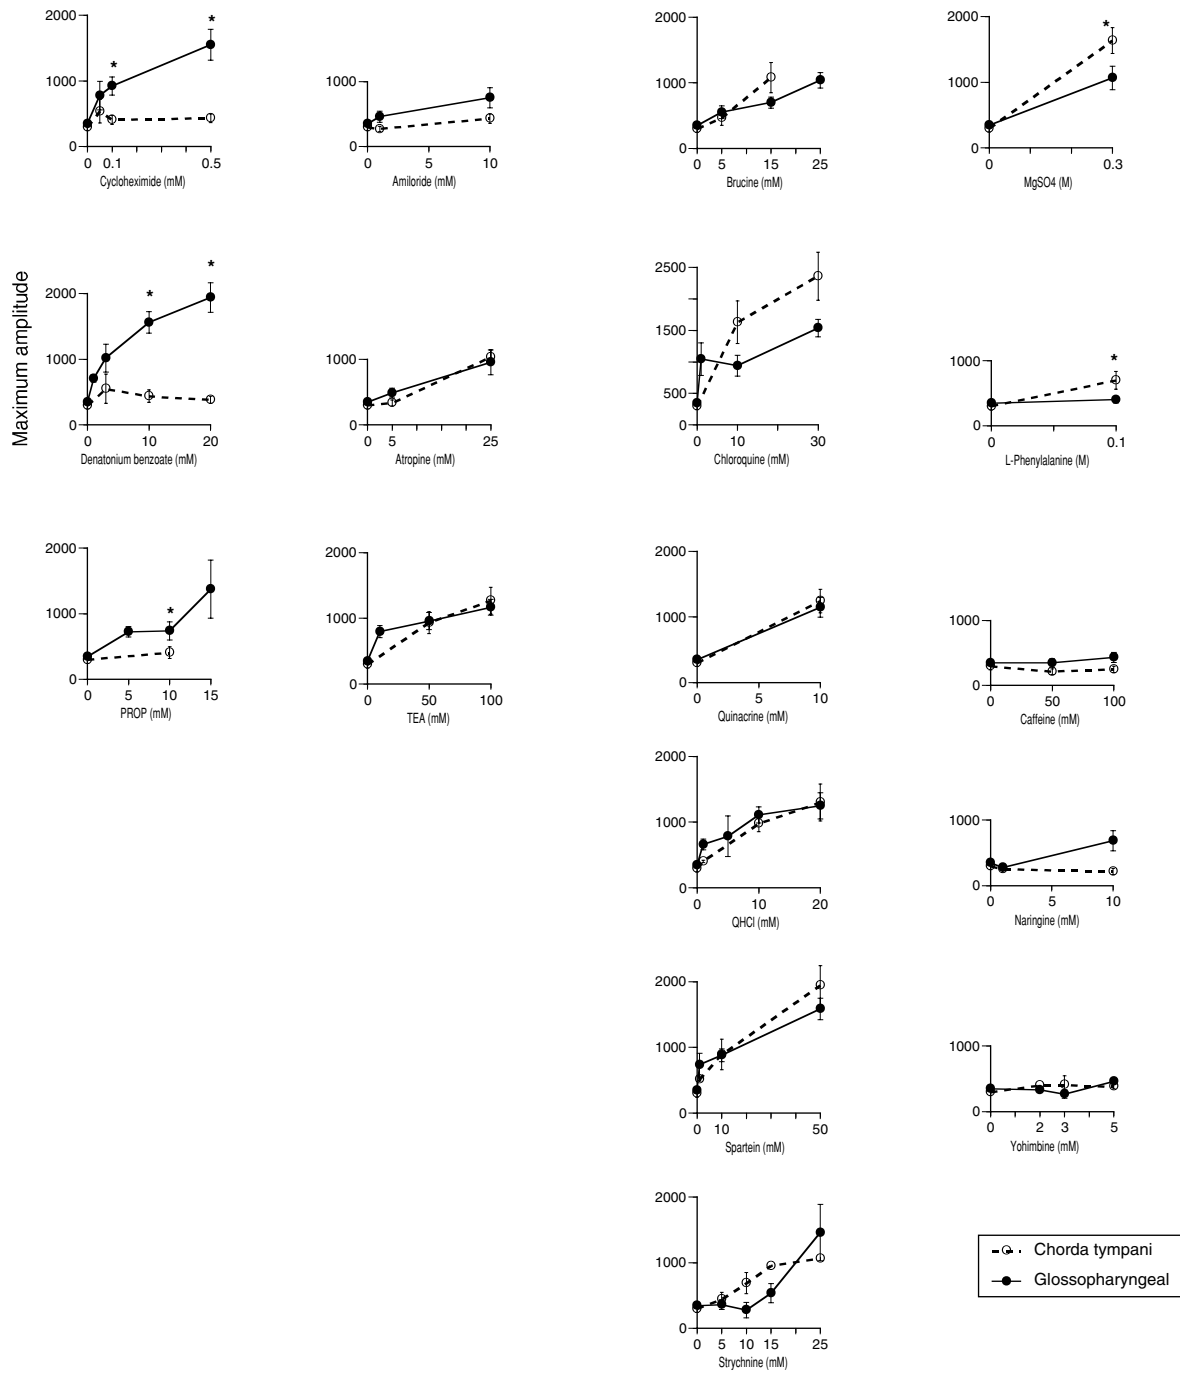 Maximum amplitude
2000
1000
0
*
*
0 0.1 0.5
Cycloheximide (mM)
1000
0
0 5 10
Amiloride (mM)
2000
1000
0
0 5 15 25
Brucine (mM)
2000
1000
0
*
0 0.3
MgSO4 (M)
2000
1000
0
*
*
0 10 20
Denatonium benzoate (mM)
1000
0
0 5 25
Atropine (mM)
2500
1500
500
0
0 10 30
Chloroquine (mM)
1000
0
*
0 0.1
L-Phenylalanine (M)
2000
1000
0
*
0 5 10 15
PROP (mM)
2000
1000
0
0 50 100
TEA (mM)
2000
1000
0
0 5 10
Quinacrine (mM)
1000
0
0 50 100
Caffeine (mM)
2000
1000
0
0 10 20
QHCl (mM)
1000
0
0 5 10
Naringine (mM)
2000
1000
0
0 10 50
Spartein (mM)
1000
0
0 2 3 5
Yohimbine (mM)
2000
1000
0
0 5 10 15 25
Strychnine (mM)
Chorda tympani
Glossopharyngeal